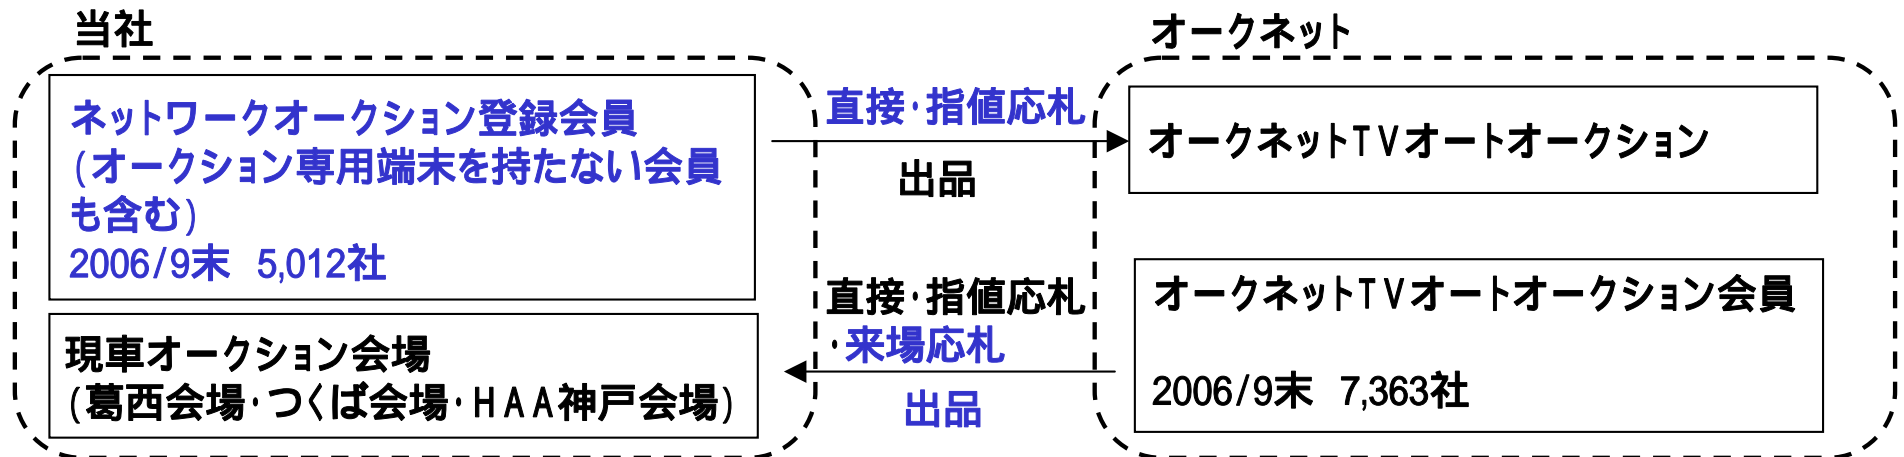 当社
ネットワークオークション登録会員
(オークション専用端末を持たない会員
も含む)
2006/9末 5,012社
現車オークション会場
(葛西会場・つくば会場・HAA神戸会場)
直接・指値応札
出品
直接・指値応札
・来場応札
出品
オークネット
オークネットTVオートオークション
オークネットTVオートオークション会員
2006/9末 7,363社